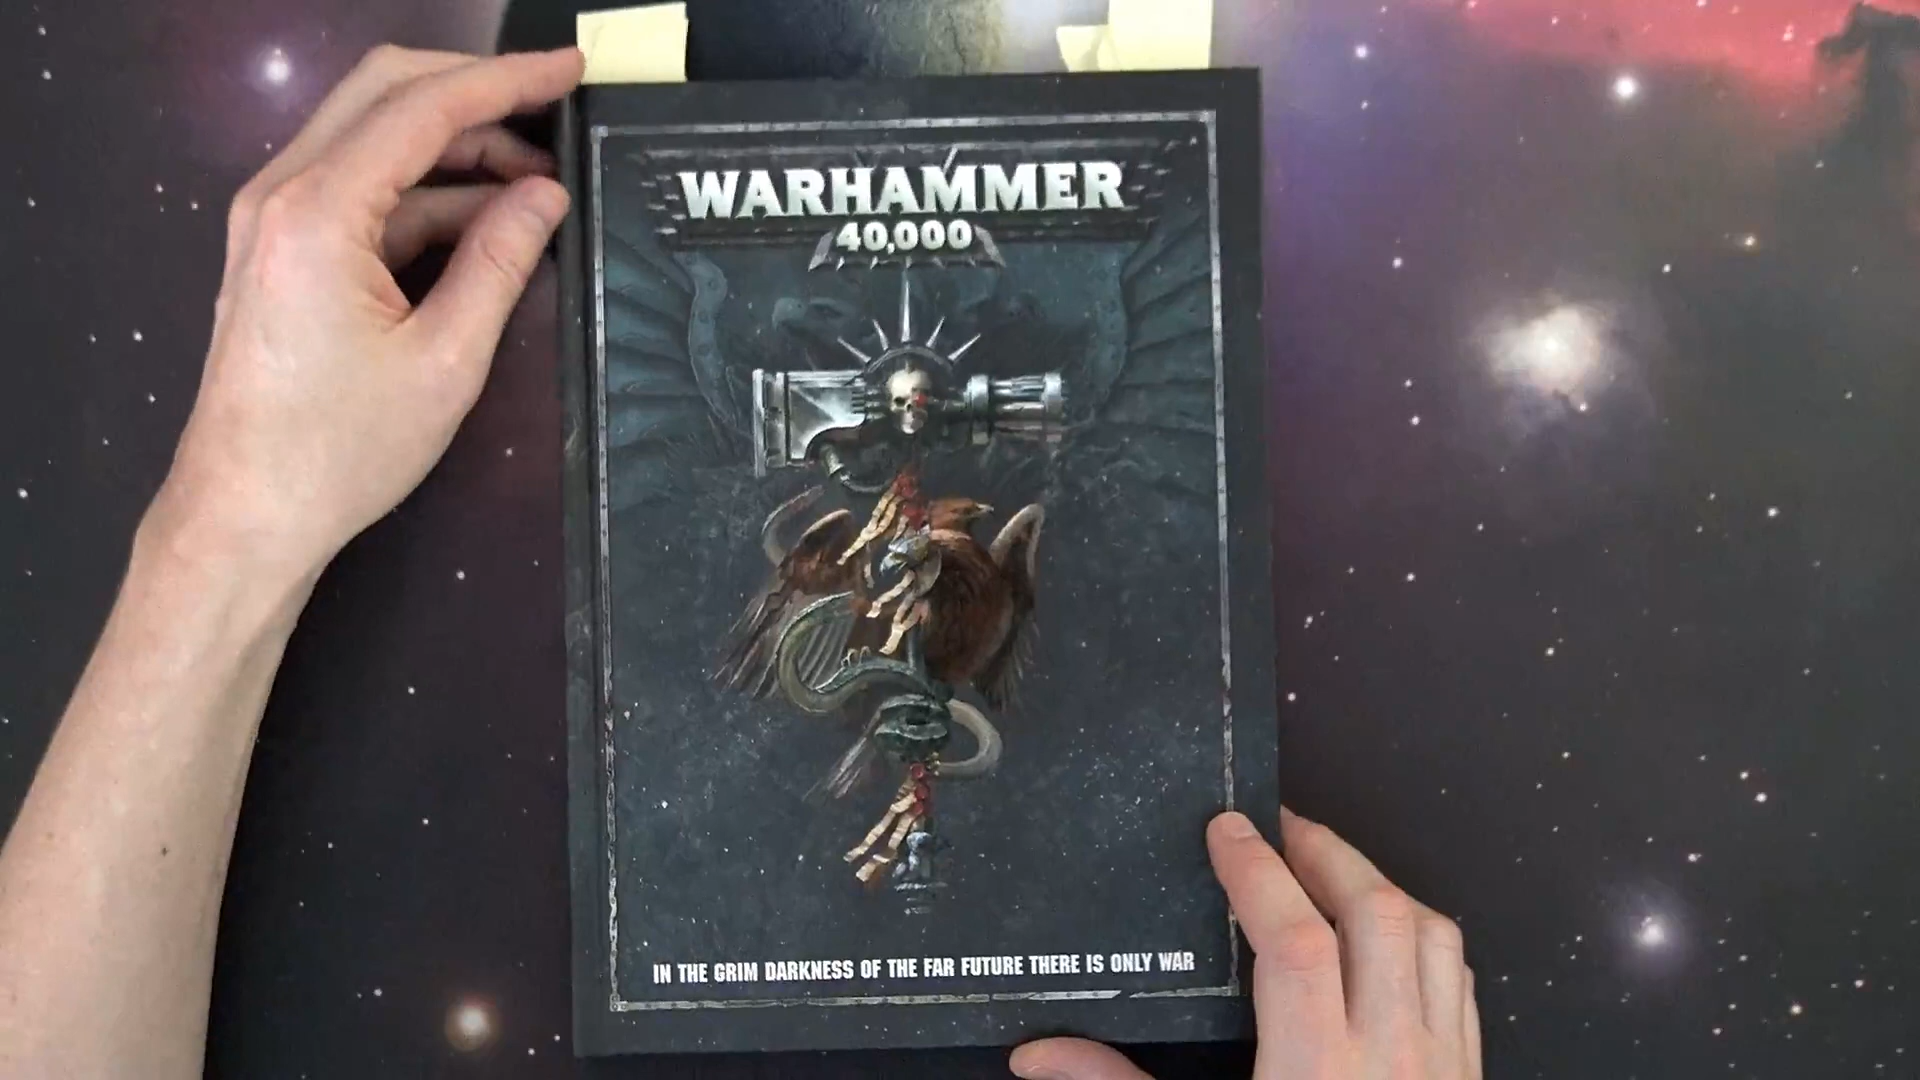 WARHAMMER
40,000
IN THE GRIM DARKNESS OF THE FAR FUTURE THERE IS ONLY WAR